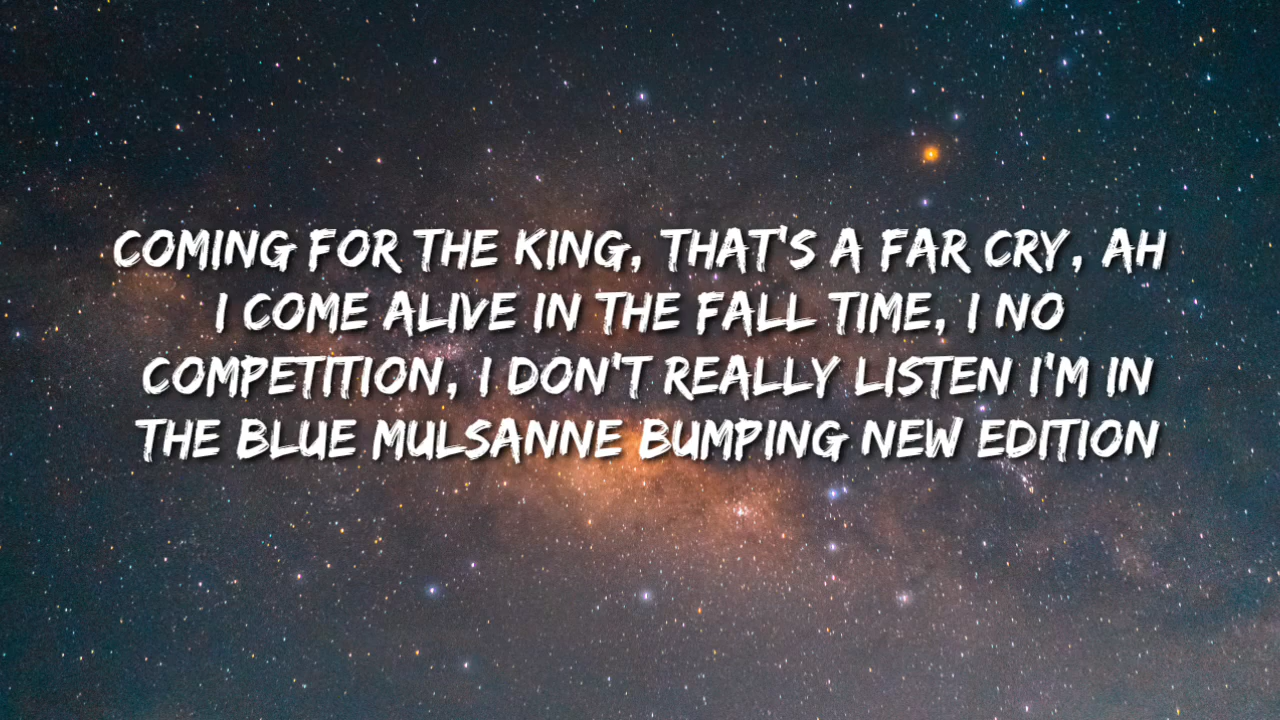 COMING FOR THE KING, THAT'S A FAR CRY, AH
I COME ALIVE IN THE FALL TIME, I NO
COMPETITION, I DON'T REALLY LISTEN I'M IN
THE BLUE MULSANNE BUMPING NEW EDITION